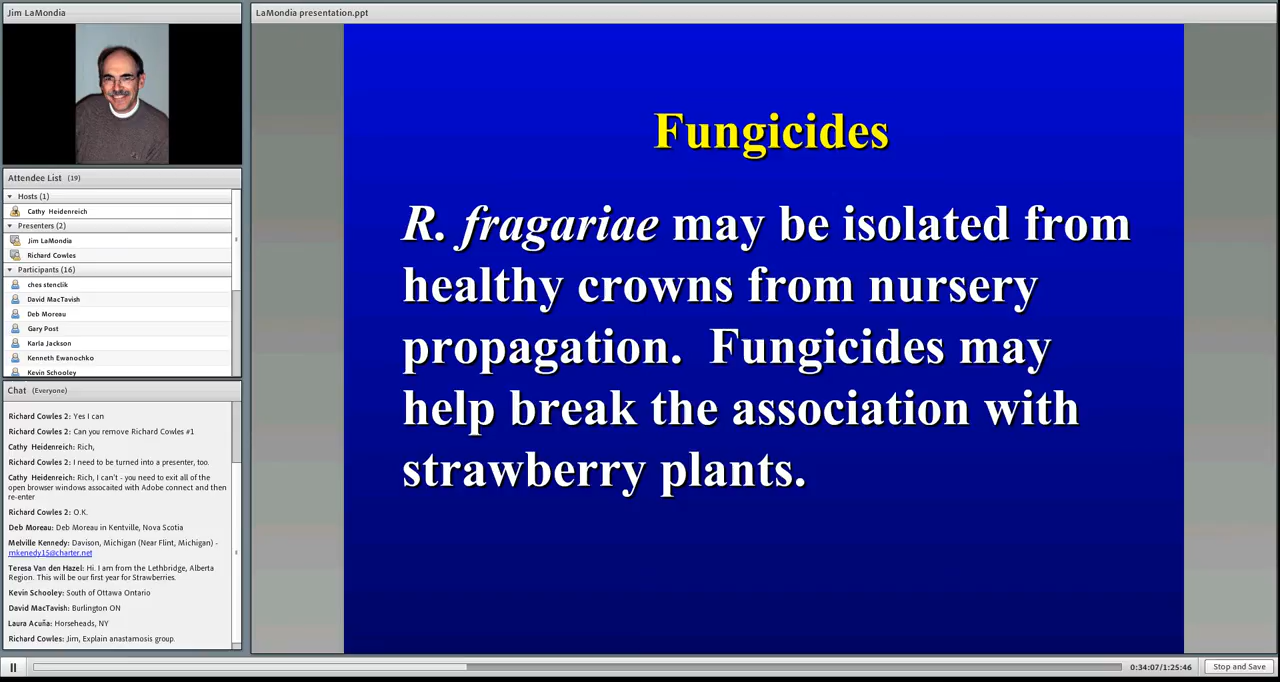 Jim LaMondia
Attendee List (19)
Hosts (1)
Cathy Heidenreich
Presenters (2)
Jim LaMondia
Richard Cowles
Participants (16)
ches stenclik
David MacTavish
Deb Moreau
Gary Post
Karla Jackson
Kenneth Ewanochko
Kevin Schooley
Chat (Everyone)
Richard Cowles 2: Yes I can
Richard Cowles 2: Can you remove Richard Cowles #1
Cathy Heidenreich: Rich,
Richard Cowles 2: I need to be turned into a presenter, too.
Cathy Heidenreich: Rich, I can't - you need to exit all of the
open browser windows assocaited with Adobe connect and then
re-enter
Richard Cowles 2: O.K.
Deb Moreau: Deb Moreau in Kentville, Nova Scotia
Melville Kennedy: Davison, Michigan (Near Flint, Michigan) -
mkenedy15@charter.net
Teresa Van den Hazel: Hi. I am from the Lethbridge, Alberta
Region. This will be our first year for Strawberries.
Kevin Schooley: South of Ottawa Ontario
David MacTavish: Burlington ON
Laura Acuña: Horseheads, NY
Richard Cowles: Jim, Explain anastamosis group.
LaMondia presentation.ppt
Fungicides
R. fragariae may be isolated from
healthy crowns from nursery
propagation. Fungicides may
help break the association with
strawberry plants.
0:34:07/1:25:46
Stop and Save